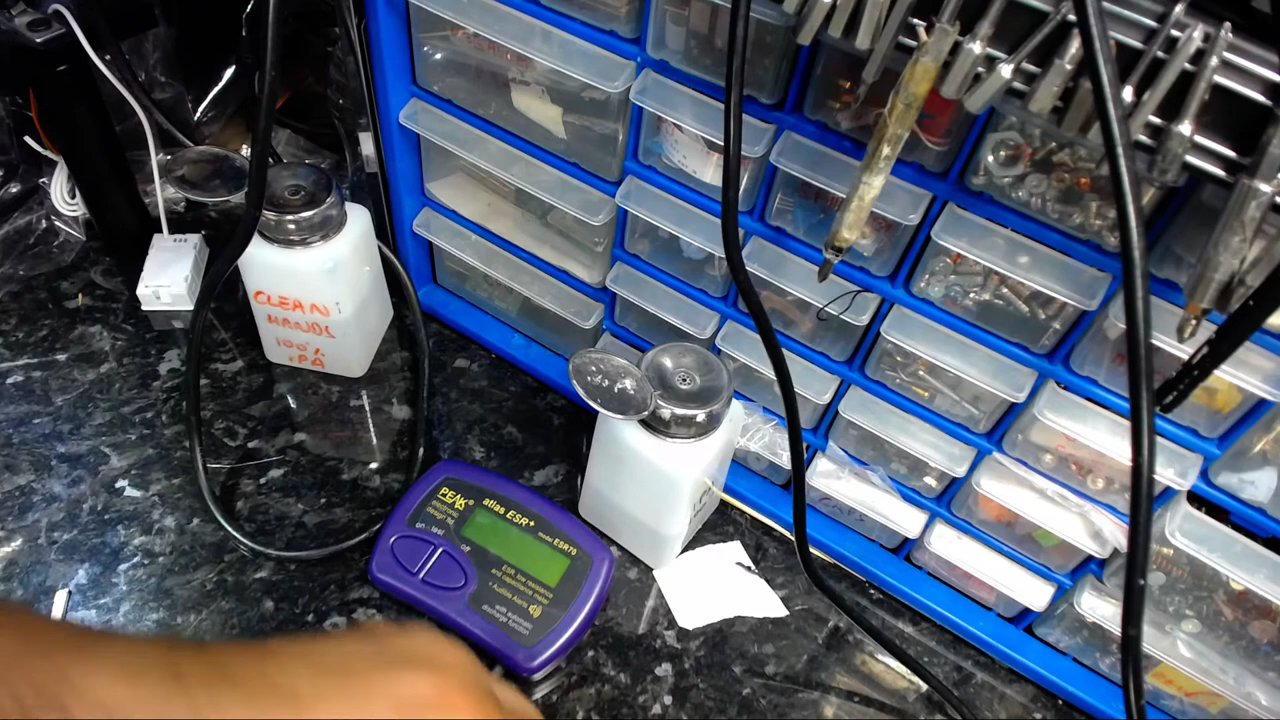 CLEAN
HANDS
100%
IPA
PEAK®
electronic
design ltd
atlas ESR+
model ESR70
on - test
off
ESR, low resistance
and capacitance meter
+ Audible Alerts
with automatic
discharge function